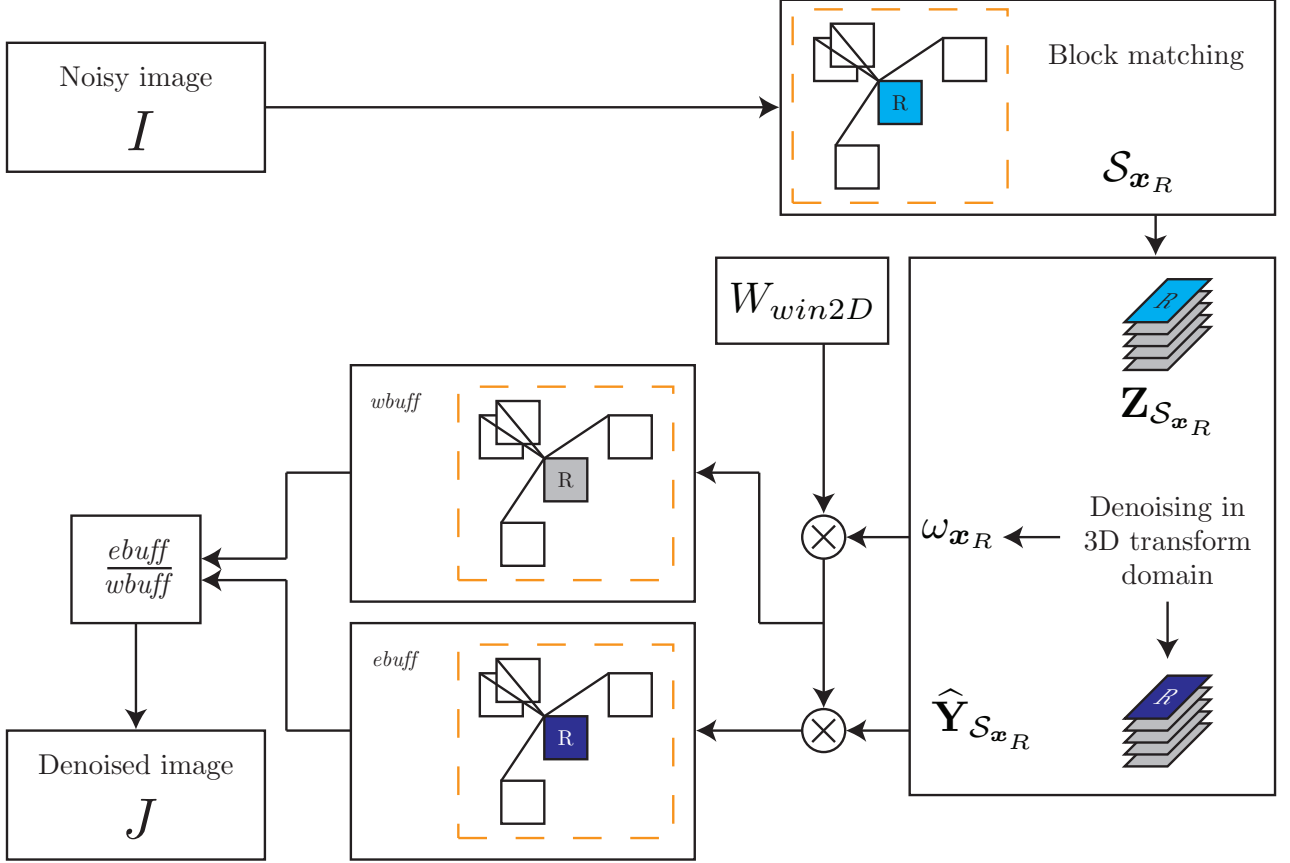 Noisy image
I
R
Block matching
𝒮_{𝒙_R}
W_{win2D}
R
𝐙_{𝒮_{𝒙_R}}
wbuff
R
ω_{𝒙_R}
Denoising in
3D transform
domain
ebuff
wbuff
ebuff
R
Ŷ_{𝒮_{𝒙_R}}
R
Denoised image
J